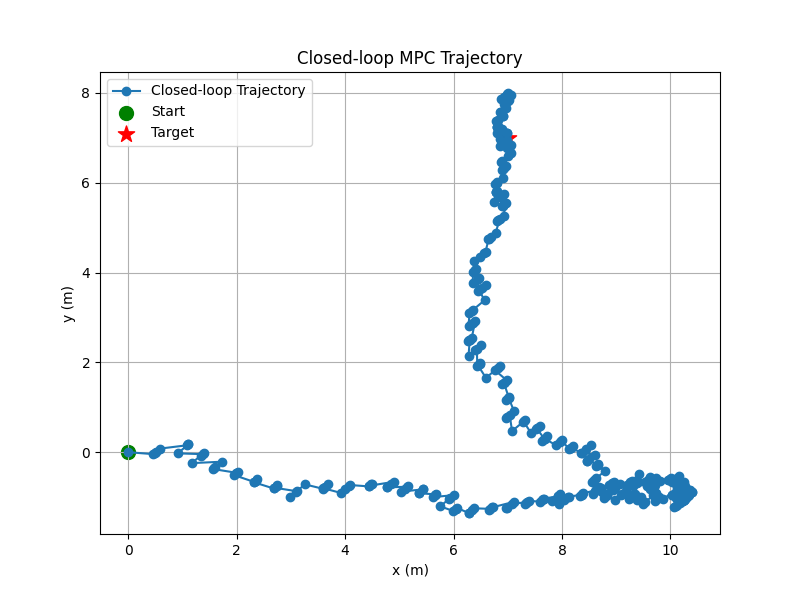 Closed-loop MPC Trajectory
Closed-loop Trajectory
Start
Target
8
6
4
2
0
y (m)
0 2 4 6 8 10
x (m)